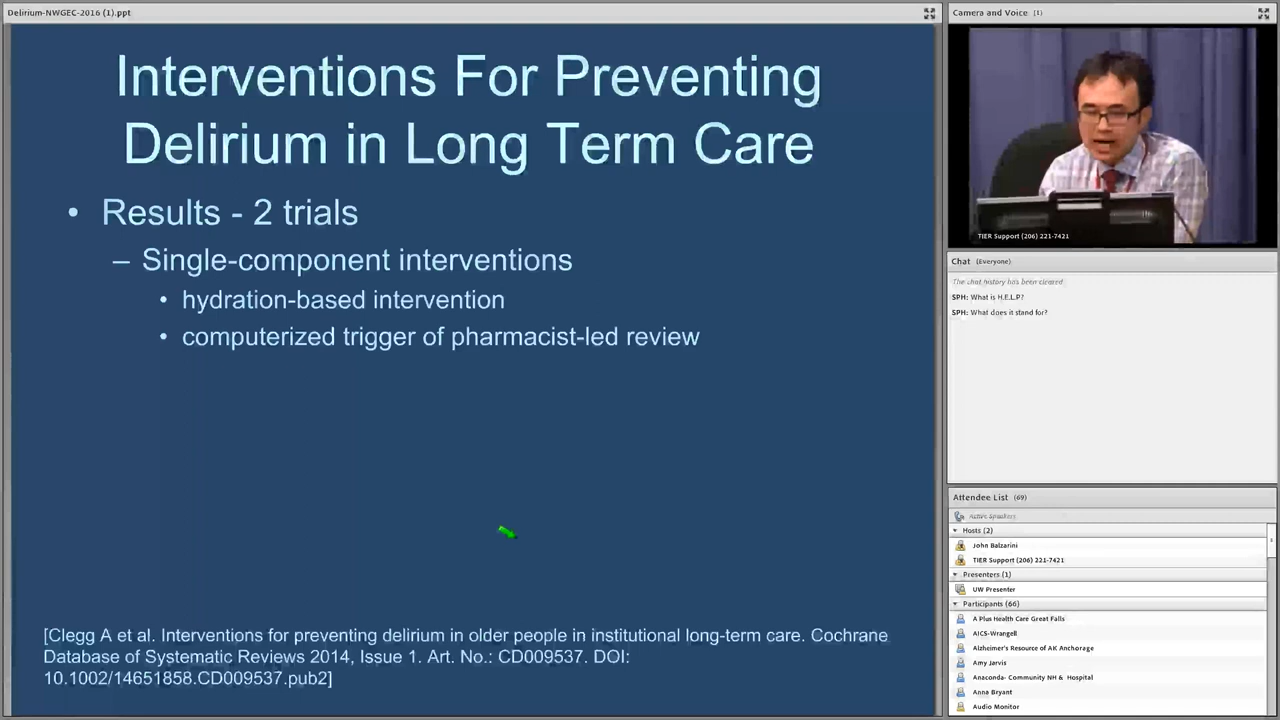 Delirium-NWGEC-2016 (1).ppt
Interventions For Preventing
Delirium in Long Term Care
• Results - 2 trials
– Single-component interventions
• hydration-based intervention
• computerized trigger of pharmacist-led review
[Clegg A et al. Interventions for preventing delirium in older people in institutional long-term care. Cochrane
Database of Systematic Reviews 2014, Issue 1. Art. No.: CD009537. DOI:
10.1002/14651858.CD009537.pub2]
Camera and Voice (1)
TIER Support (206) 221-7421
Chat (Everyone)
The chat history has been cleared
SPH: What is H.E.L.P?
SPH: What does it stand for?
Attendee List (69)
Active Speakers
Hosts (2)
John Balzarini
TIER Support (206) 221-7421
Presenters (1)
UW Presenter
Participants (66)
A Plus Health Care Great Falls
AICS-Wrangell
Alzheimer's Resource of AK Anchorage
Amy Jarvis
Anaconda- Community NH & Hospital
Anna Bryant
Audio Monitor